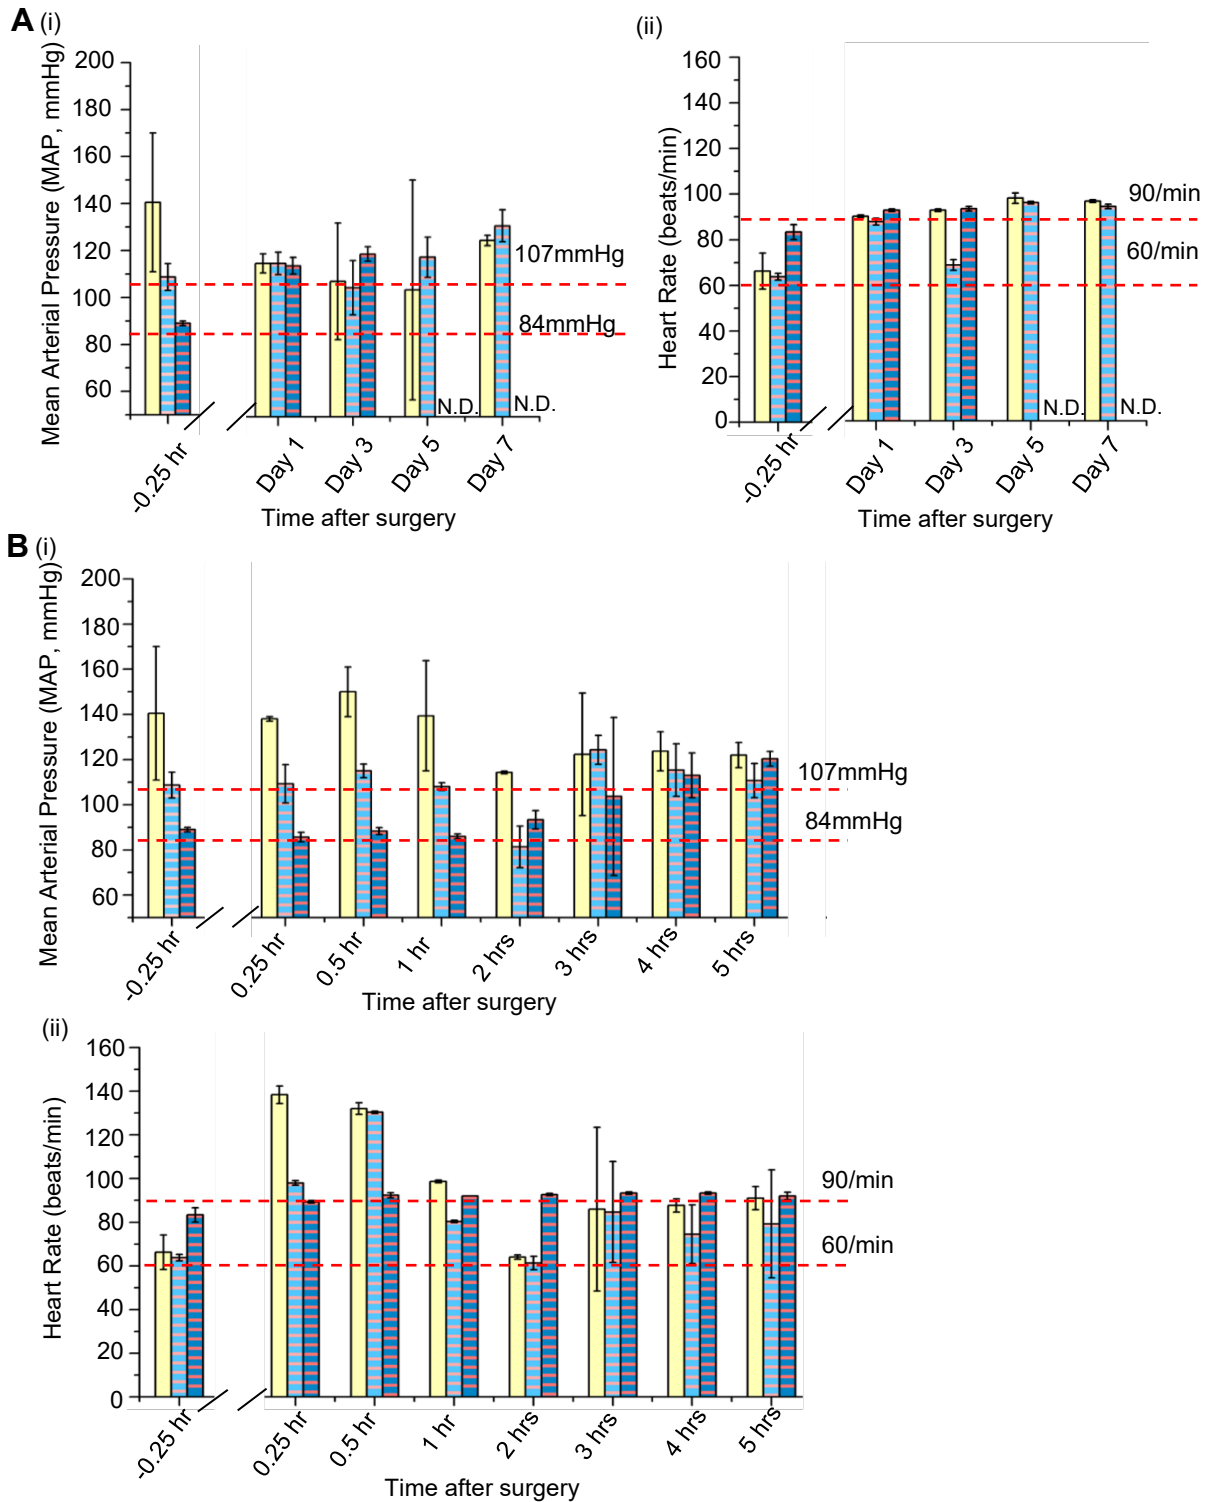 A (i)
Mean Arterial Pressure (MAP, mmHg)
200
180
160
140
120
100
80
60
107mmHg
84mmHg
N.D.
N.D.
-0.25 hr
Day 1
Day 3
Day 5
Day 7
Time after surgery
(ii)
Heart Rate (beats/min)
160
140
120
100
80
60
40
20
0
90/min
60/min
N.D.
N.D.
-0.25 hr
Day 1
Day 3
Day 5
Day 7
Time after surgery
B (i)
Mean Arterial Pressure (MAP, mmHg)
200
180
160
140
120
100
80
60
107mmHg
84mmHg
-0.25 hr
0.25 hr
0.5 hr
1 hr
2 hrs
3 hrs
4 hrs
5 hrs
Time after surgery
(ii)
Heart Rate (beats/min)
160
140
120
100
80
60
40
20
0
90/min
60/min
-0.25 hr
0.25 hr
0.5 hr
1 hr
2 hrs
3 hrs
4 hrs
5 hrs
Time after surgery